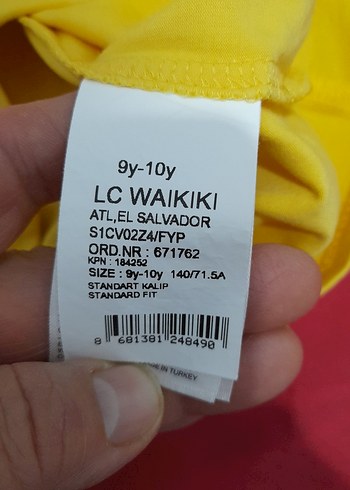 9y-10y
LC WAIKIKI
ATL,EL SALVADOR
S1CV02Z4/FYP
ORD.NR : 671762
KPN : 184252
SIZE : 9y-10y 140/71.5A
STANDART KALIP
STANDARD FIT
8 681381 248490
MADE IN TURKEY